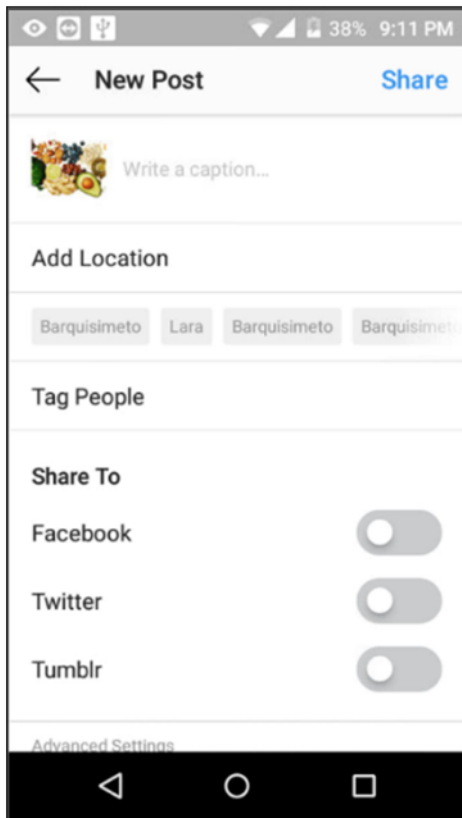 38% 9:11 PM
New Post Share
Write a caption...
Add Location
Barquisimeto Lara Barquisimeto Barquisimeto
Tag People
Share To
Facebook
Twitter
Tumblr
Advanced Settings